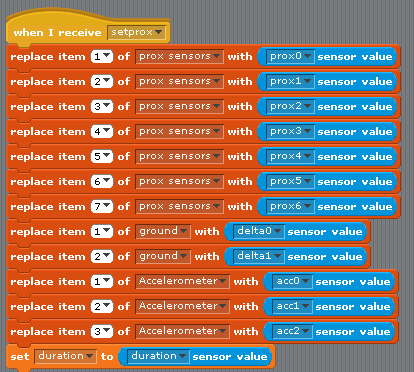 when I receive setprox
replace item 1 of prox sensors with prox0 sensor value
replace item 2 of prox sensors with prox1 sensor value
replace item 3 of prox sensors with prox2 sensor value
replace item 4 of prox sensors with prox3 sensor value
replace item 5 of prox sensors with prox4 sensor value
replace item 6 of prox sensors with prox5 sensor value
replace item 7 of prox sensors with prox6 sensor value
replace item 1 of ground with delta0 sensor value
replace item 2 of ground with delta1 sensor value
replace item 1 of Accelerometer with acc0 sensor value
replace item 2 of Accelerometer with acc1 sensor value
replace item 3 of Accelerometer with acc2 sensor value
set duration to duration sensor value